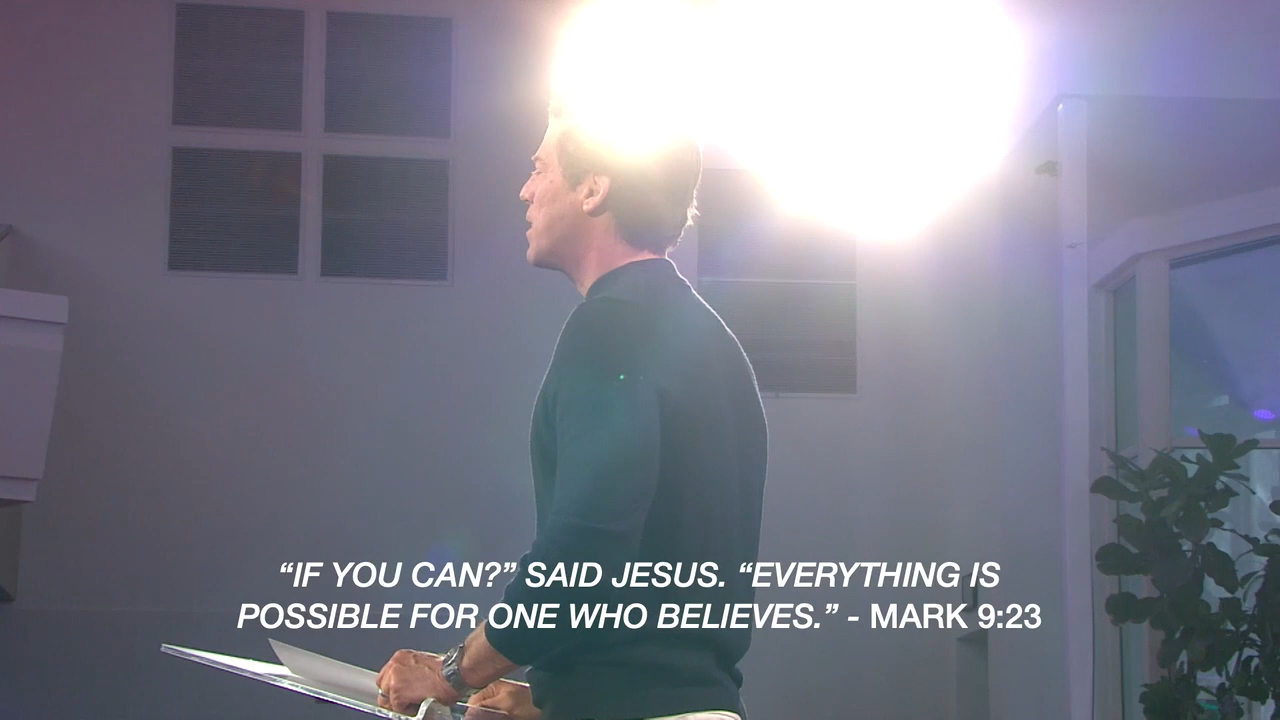 “IF YOU CAN?” SAID JESUS. “EVERYTHING IS
POSSIBLE FOR ONE WHO BELIEVES.” - MARK 9:23